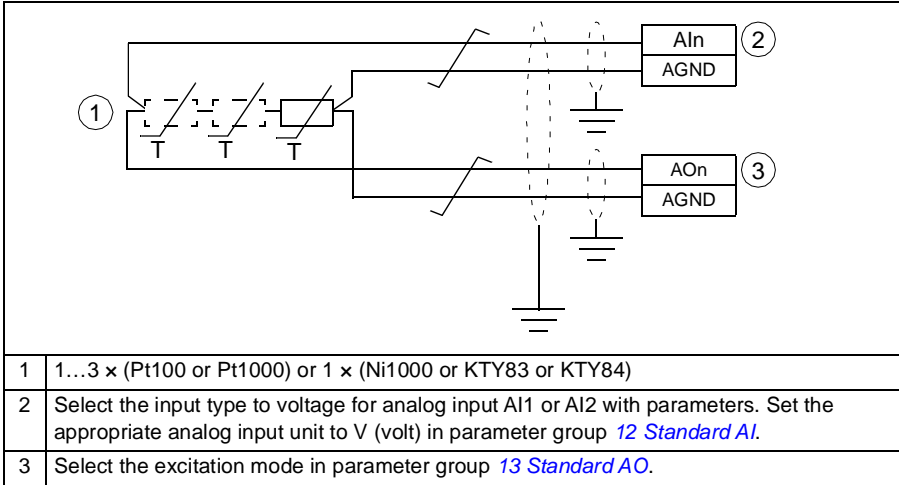 AIn
2
AGND
1
T
T
T
AOn
3
AGND
1 1…3 × (Pt100 or Pt1000) or 1 × (Ni1000 or KTY83 or KTY84)
2 Select the input type to voltage for analog input AI1 or AI2 with parameters. Set the
appropriate analog input unit to V (volt) in parameter group 12 Standard AI.
3 Select the excitation mode in parameter group 13 Standard AO.